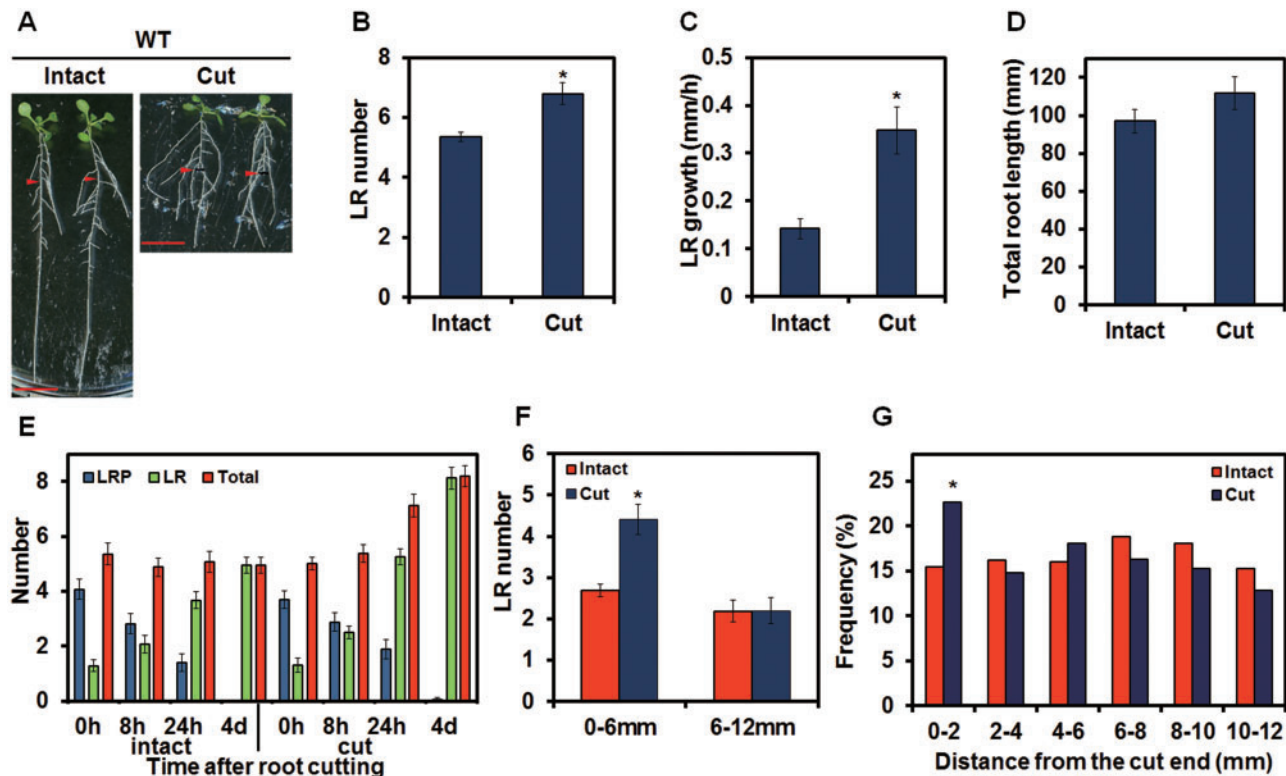 A
WT
Intact Cut
B
LR number
8
6
4
2
0
*
Intact Cut
C
LR growth (mm/h)
0.5
0.4
0.3
0.2
0.1
0
*
Intact Cut
D
Total root length (mm)
120
100
80
60
40
20
0
Intact Cut
E
Number
8
6
4
2
0
LRP LR Total
0h 8h 24h 4d 0h 8h 24h 4d
intact cut
Time after root cutting
F
LR number
6
5
4
3
2
1
0
Intact
Cut
*
0-6mm 6-12mm
G
Frequency (%)
25
20
15
10
5
0
*
Intact
Cut
0-2 2-4 4-6 6-8 8-10 10-12
Distance from the cut end (mm)